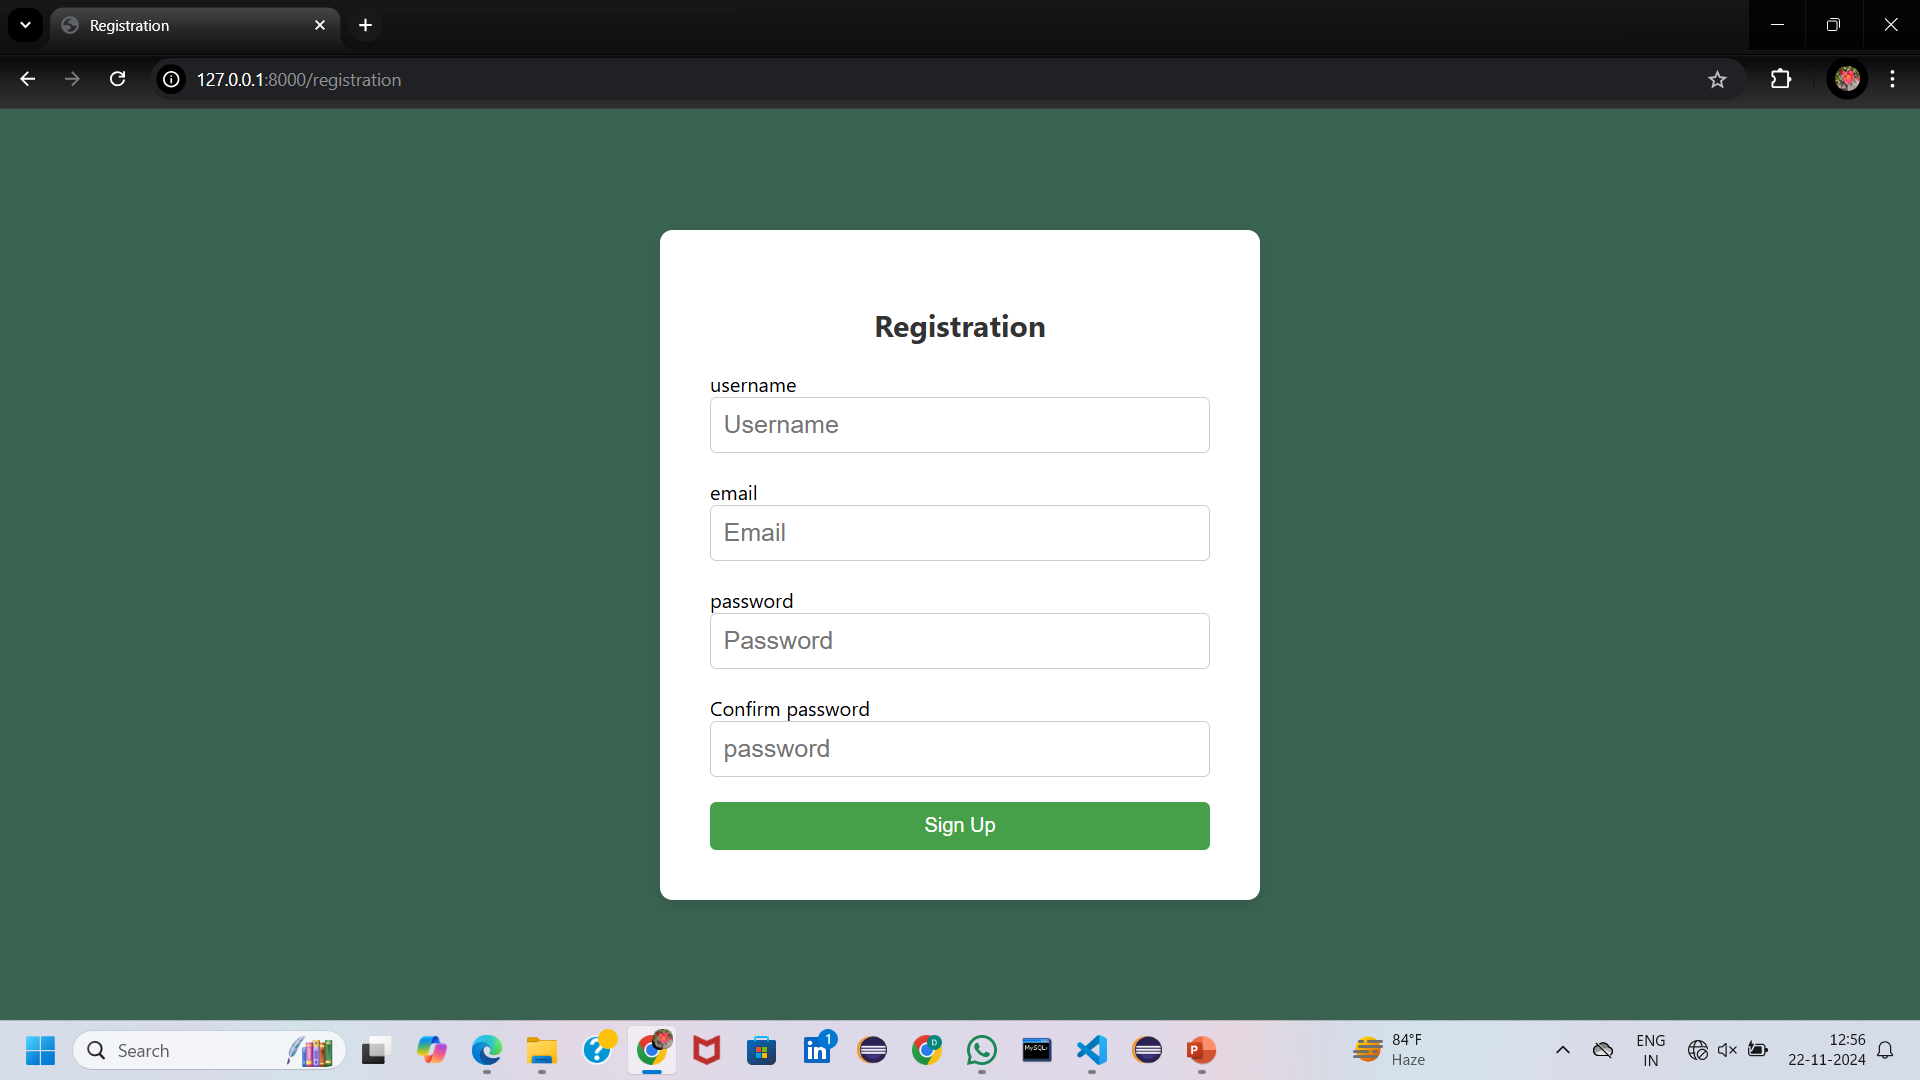 Registration
127.0.0.1:8000/registration
Registration
username
Username
email
Email
password
Password
Confirm password
password
Sign Up
Search
1
D
MySQL
P
84°F
Haze
ENG
IN
12:56
22-11-2024